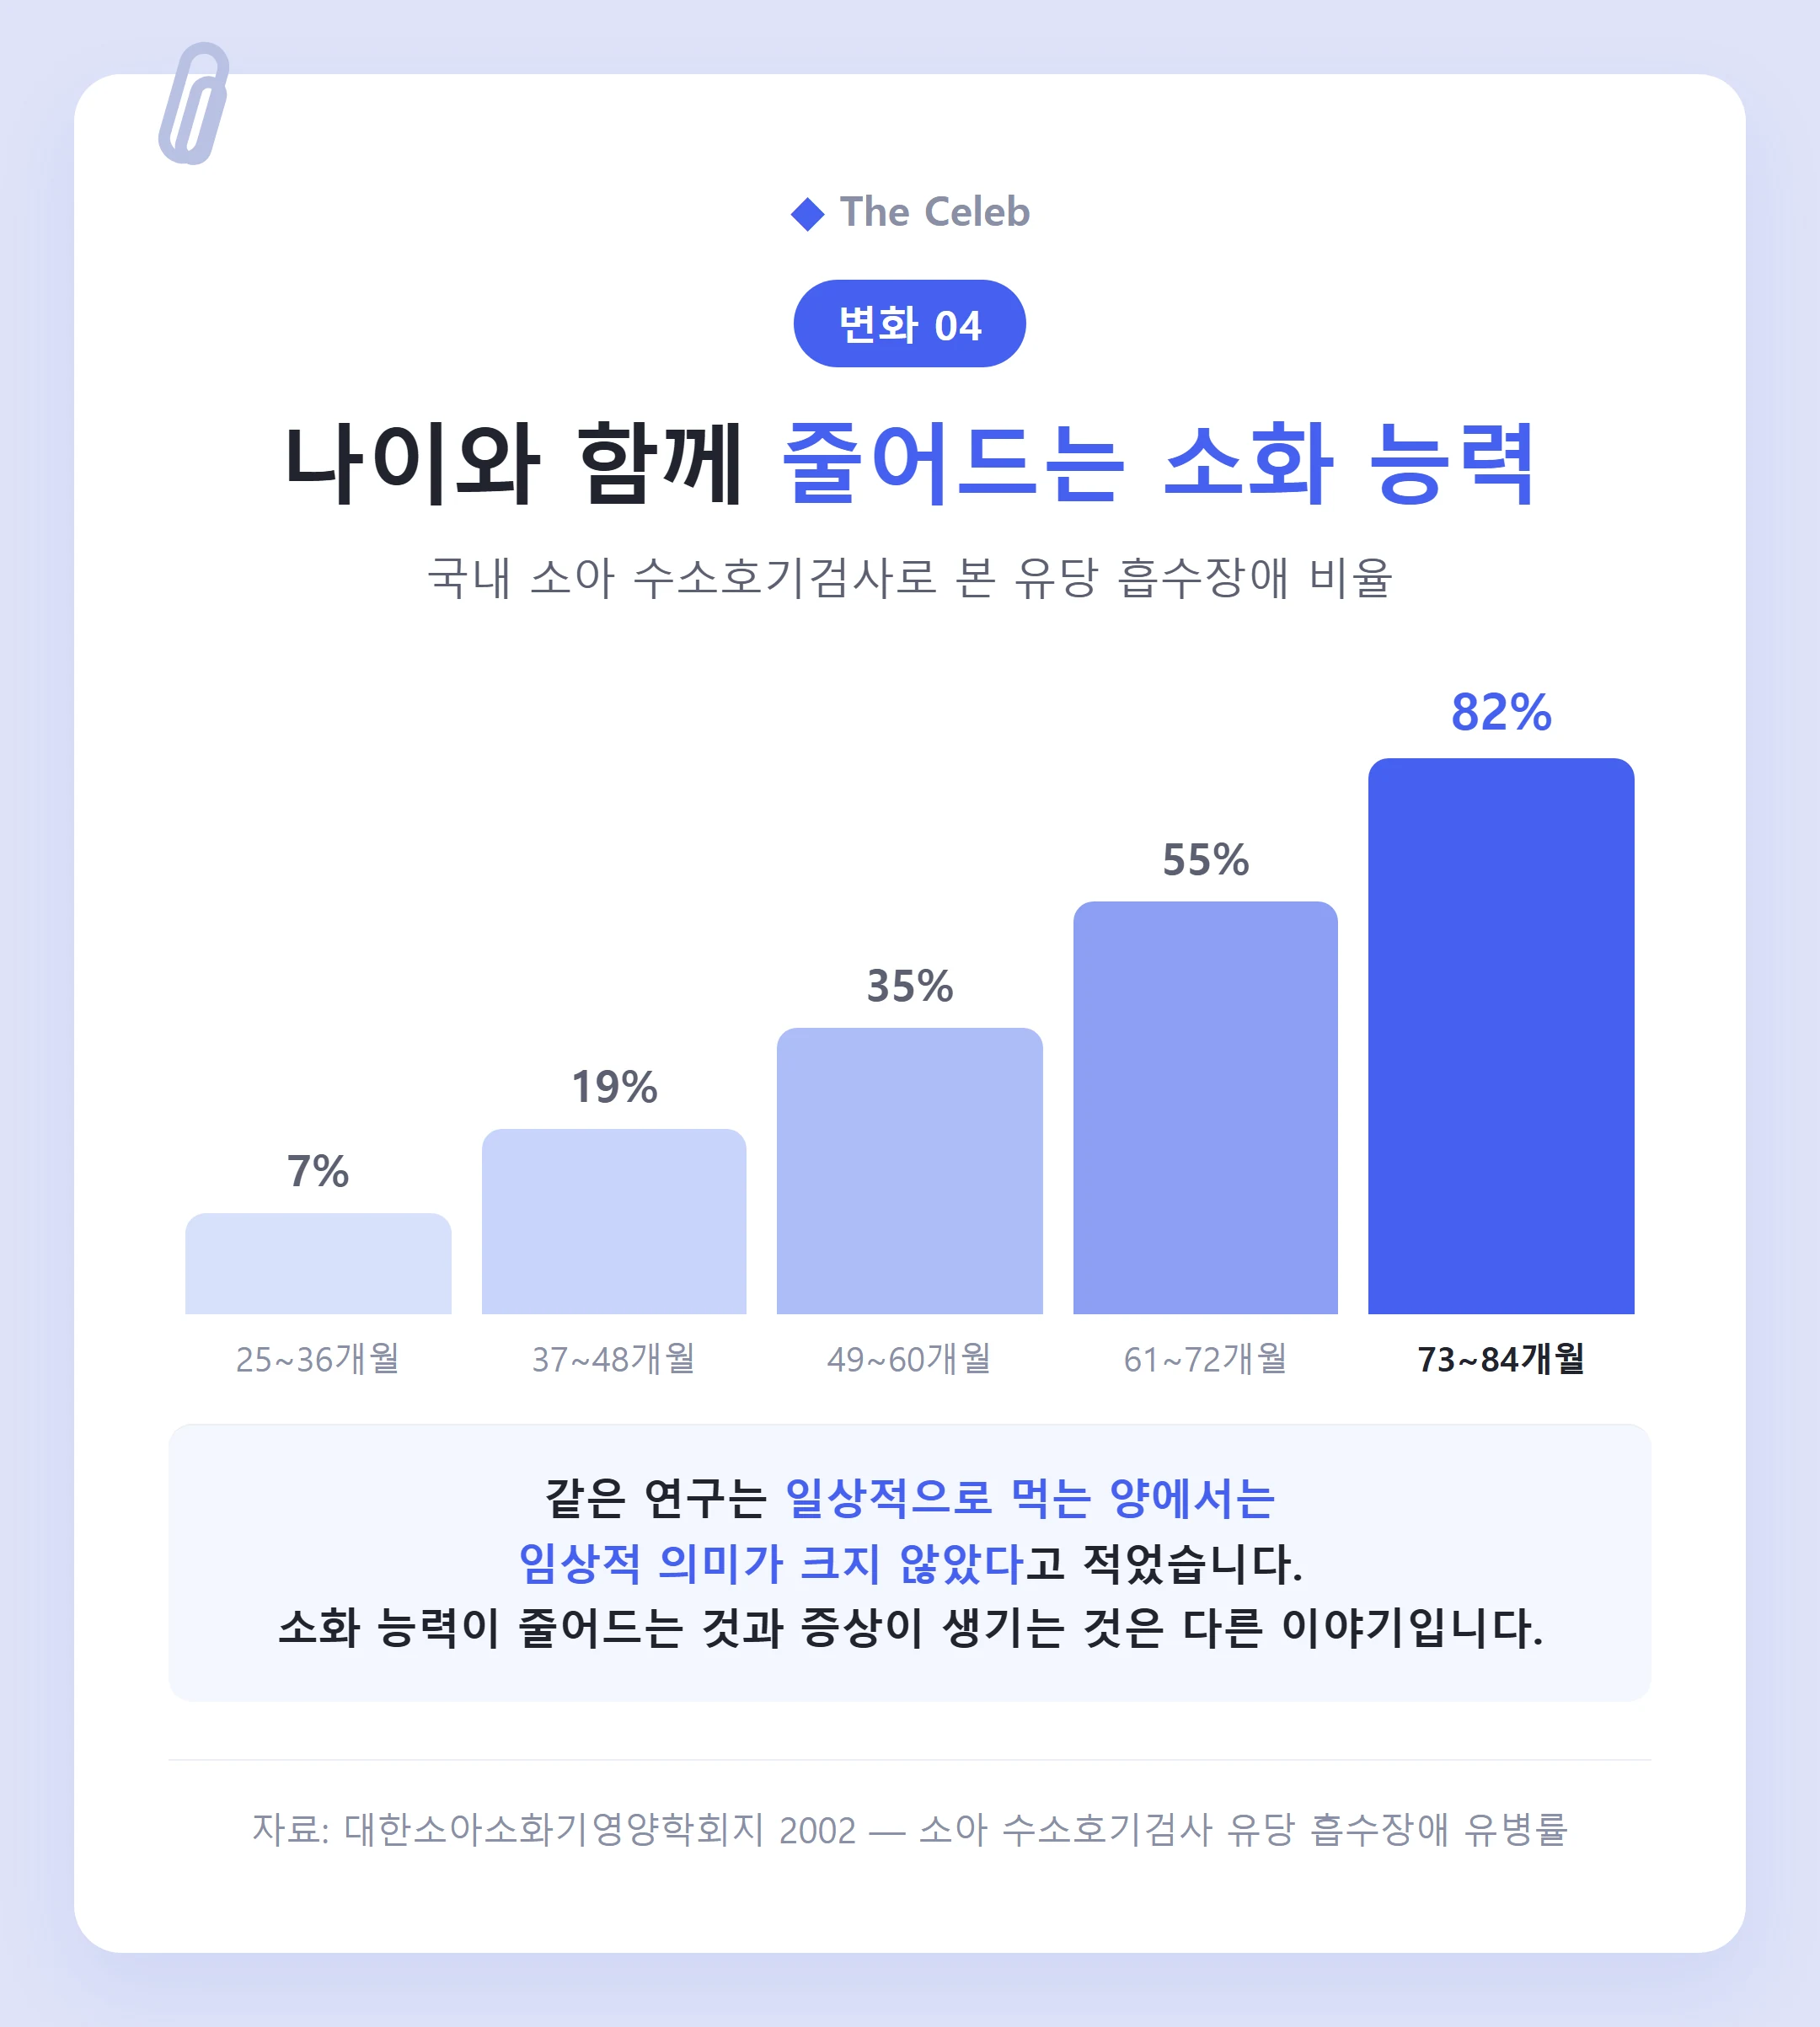 The Celeb
변화 04
나이와 함께 줄어드는 소화 능력
국내 소아 수소호기검사로 본 유당 흡수장애 비율
7%
19%
35%
55%
82%
25~36개월
37~48개월
49~60개월
61~72개월
73~84개월
같은 연구는 일상적으로 먹는 양에서는
임상적 의미가 크지 않았다고 적었습니다.
소화 능력이 줄어드는 것과 증상이 생기는 것은 다른 이야기입니다.
자료: 대한소아소화기영양학회지 2002 — 소아 수소호기검사 유당 흡수장애 유병률